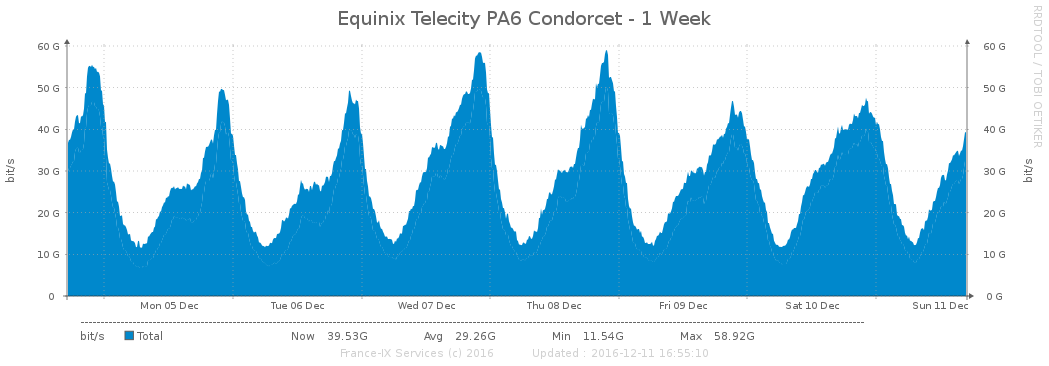 Equinix Telecity PA6 Condorcet - 1 Week
RRDTOOL / TOBI OETIKER
60 G 60 G
50 G 50 G
40 G 40 G
30 G 30 G
20 G 20 G
10 G 10 G
0 0 G
bit/s
bit/s
Mon 05 Dec Tue 06 Dec Wed 07 Dec Thu 08 Dec Fri 09 Dec Sat 10 Dec Sun 11 Dec
bit/s Total Now 39.53G Avg 29.26G Min 11.54G Max 58.92G
France-IX Services (c) 2016 Updated : 2016-12-11 16:55:10